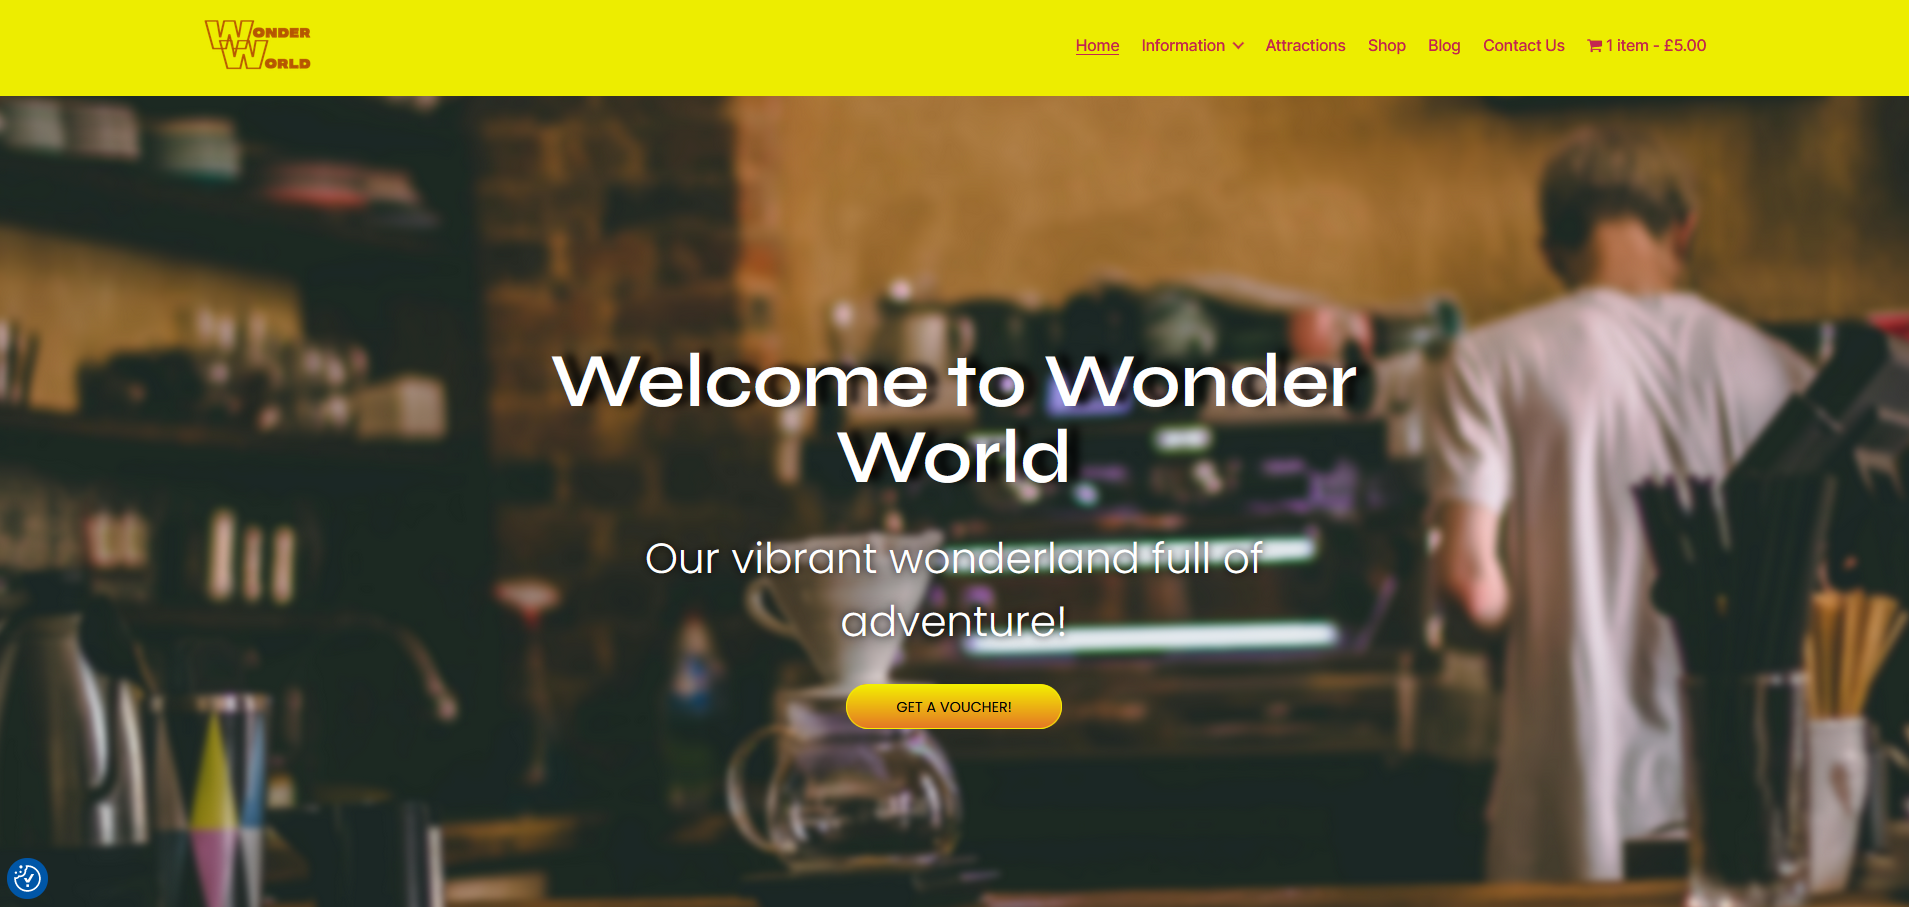 WONDER
WORLD
Home Information Attractions Shop Blog Contact Us 1 item - £5.00
Welcome to Wonder
World
Our vibrant wonderland full of
adventure!
GET A VOUCHER!